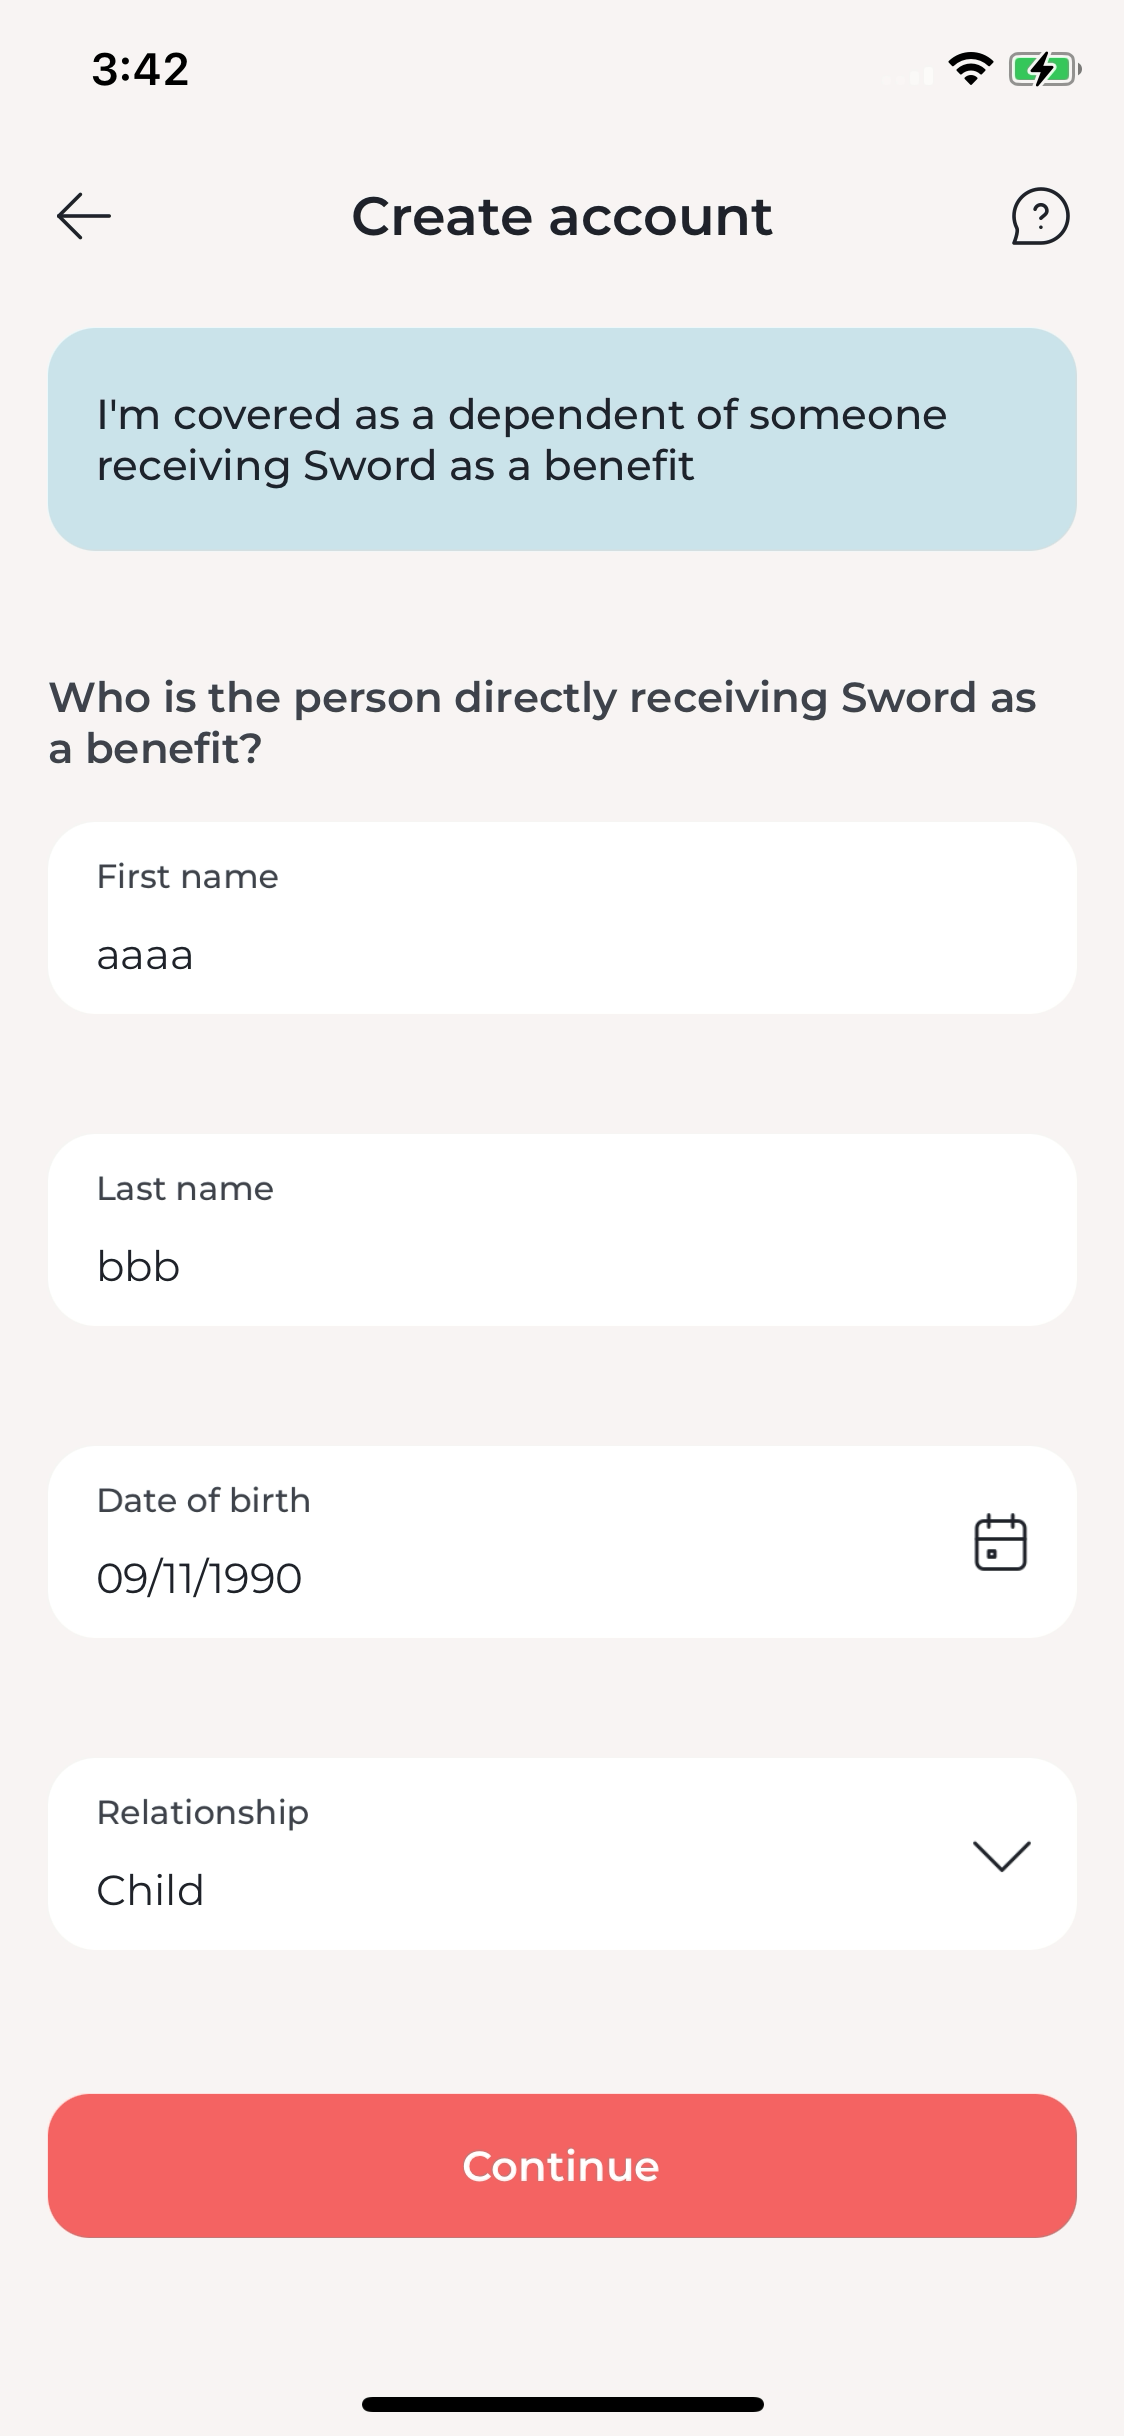 3:42
Create account
I'm covered as a dependent of someone
receiving Sword as a benefit
Who is the person directly receiving Sword as
a benefit?
First name
aaaa
Last name
bbb
Date of birth
09/11/1990
Relationship
Child
Continue